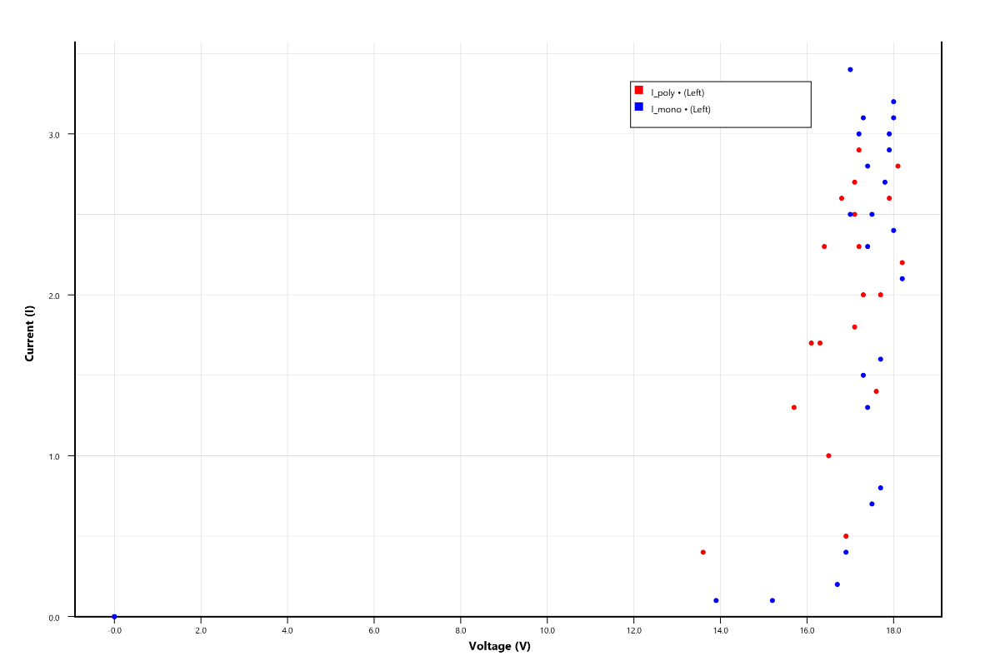 I_poly • (Left)
I_mono • (Left)
3.0
2.0
1.0
0.0
Current (I)
-0.0 2.0 4.0 6.0 8.0 10.0 12.0 14.0 16.0 18.0
Voltage (V)